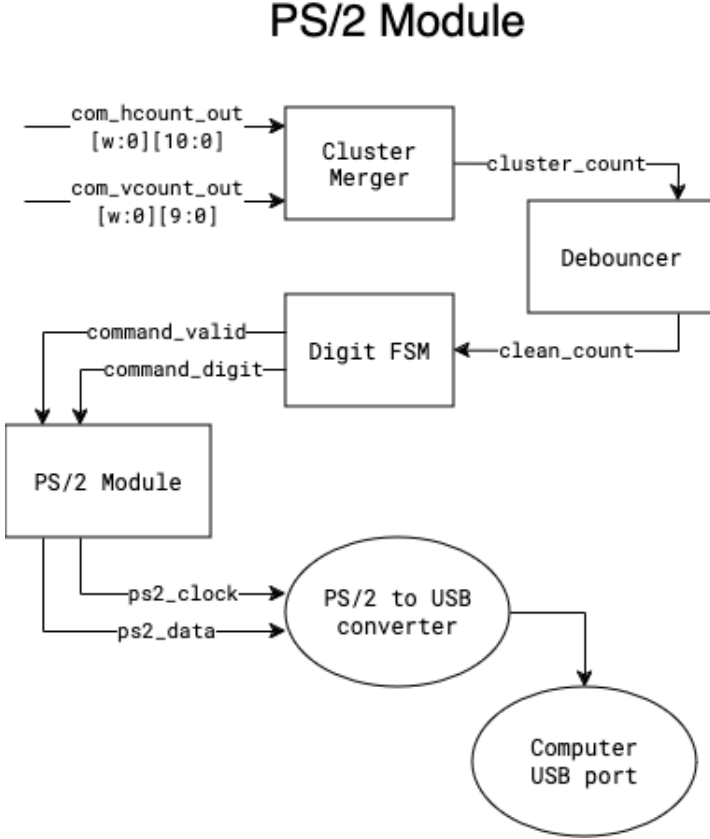 PS/2 Module
com_hcount_out
[w:0][10:0]
Cluster
Merger
cluster_count
com_vcount_out
[w:0][9:0]
Debouncer
command_valid
Digit FSM
clean_count
command_digit
PS/2 Module
ps2_clock
PS/2 to USB
converter
ps2_data
Computer
USB port